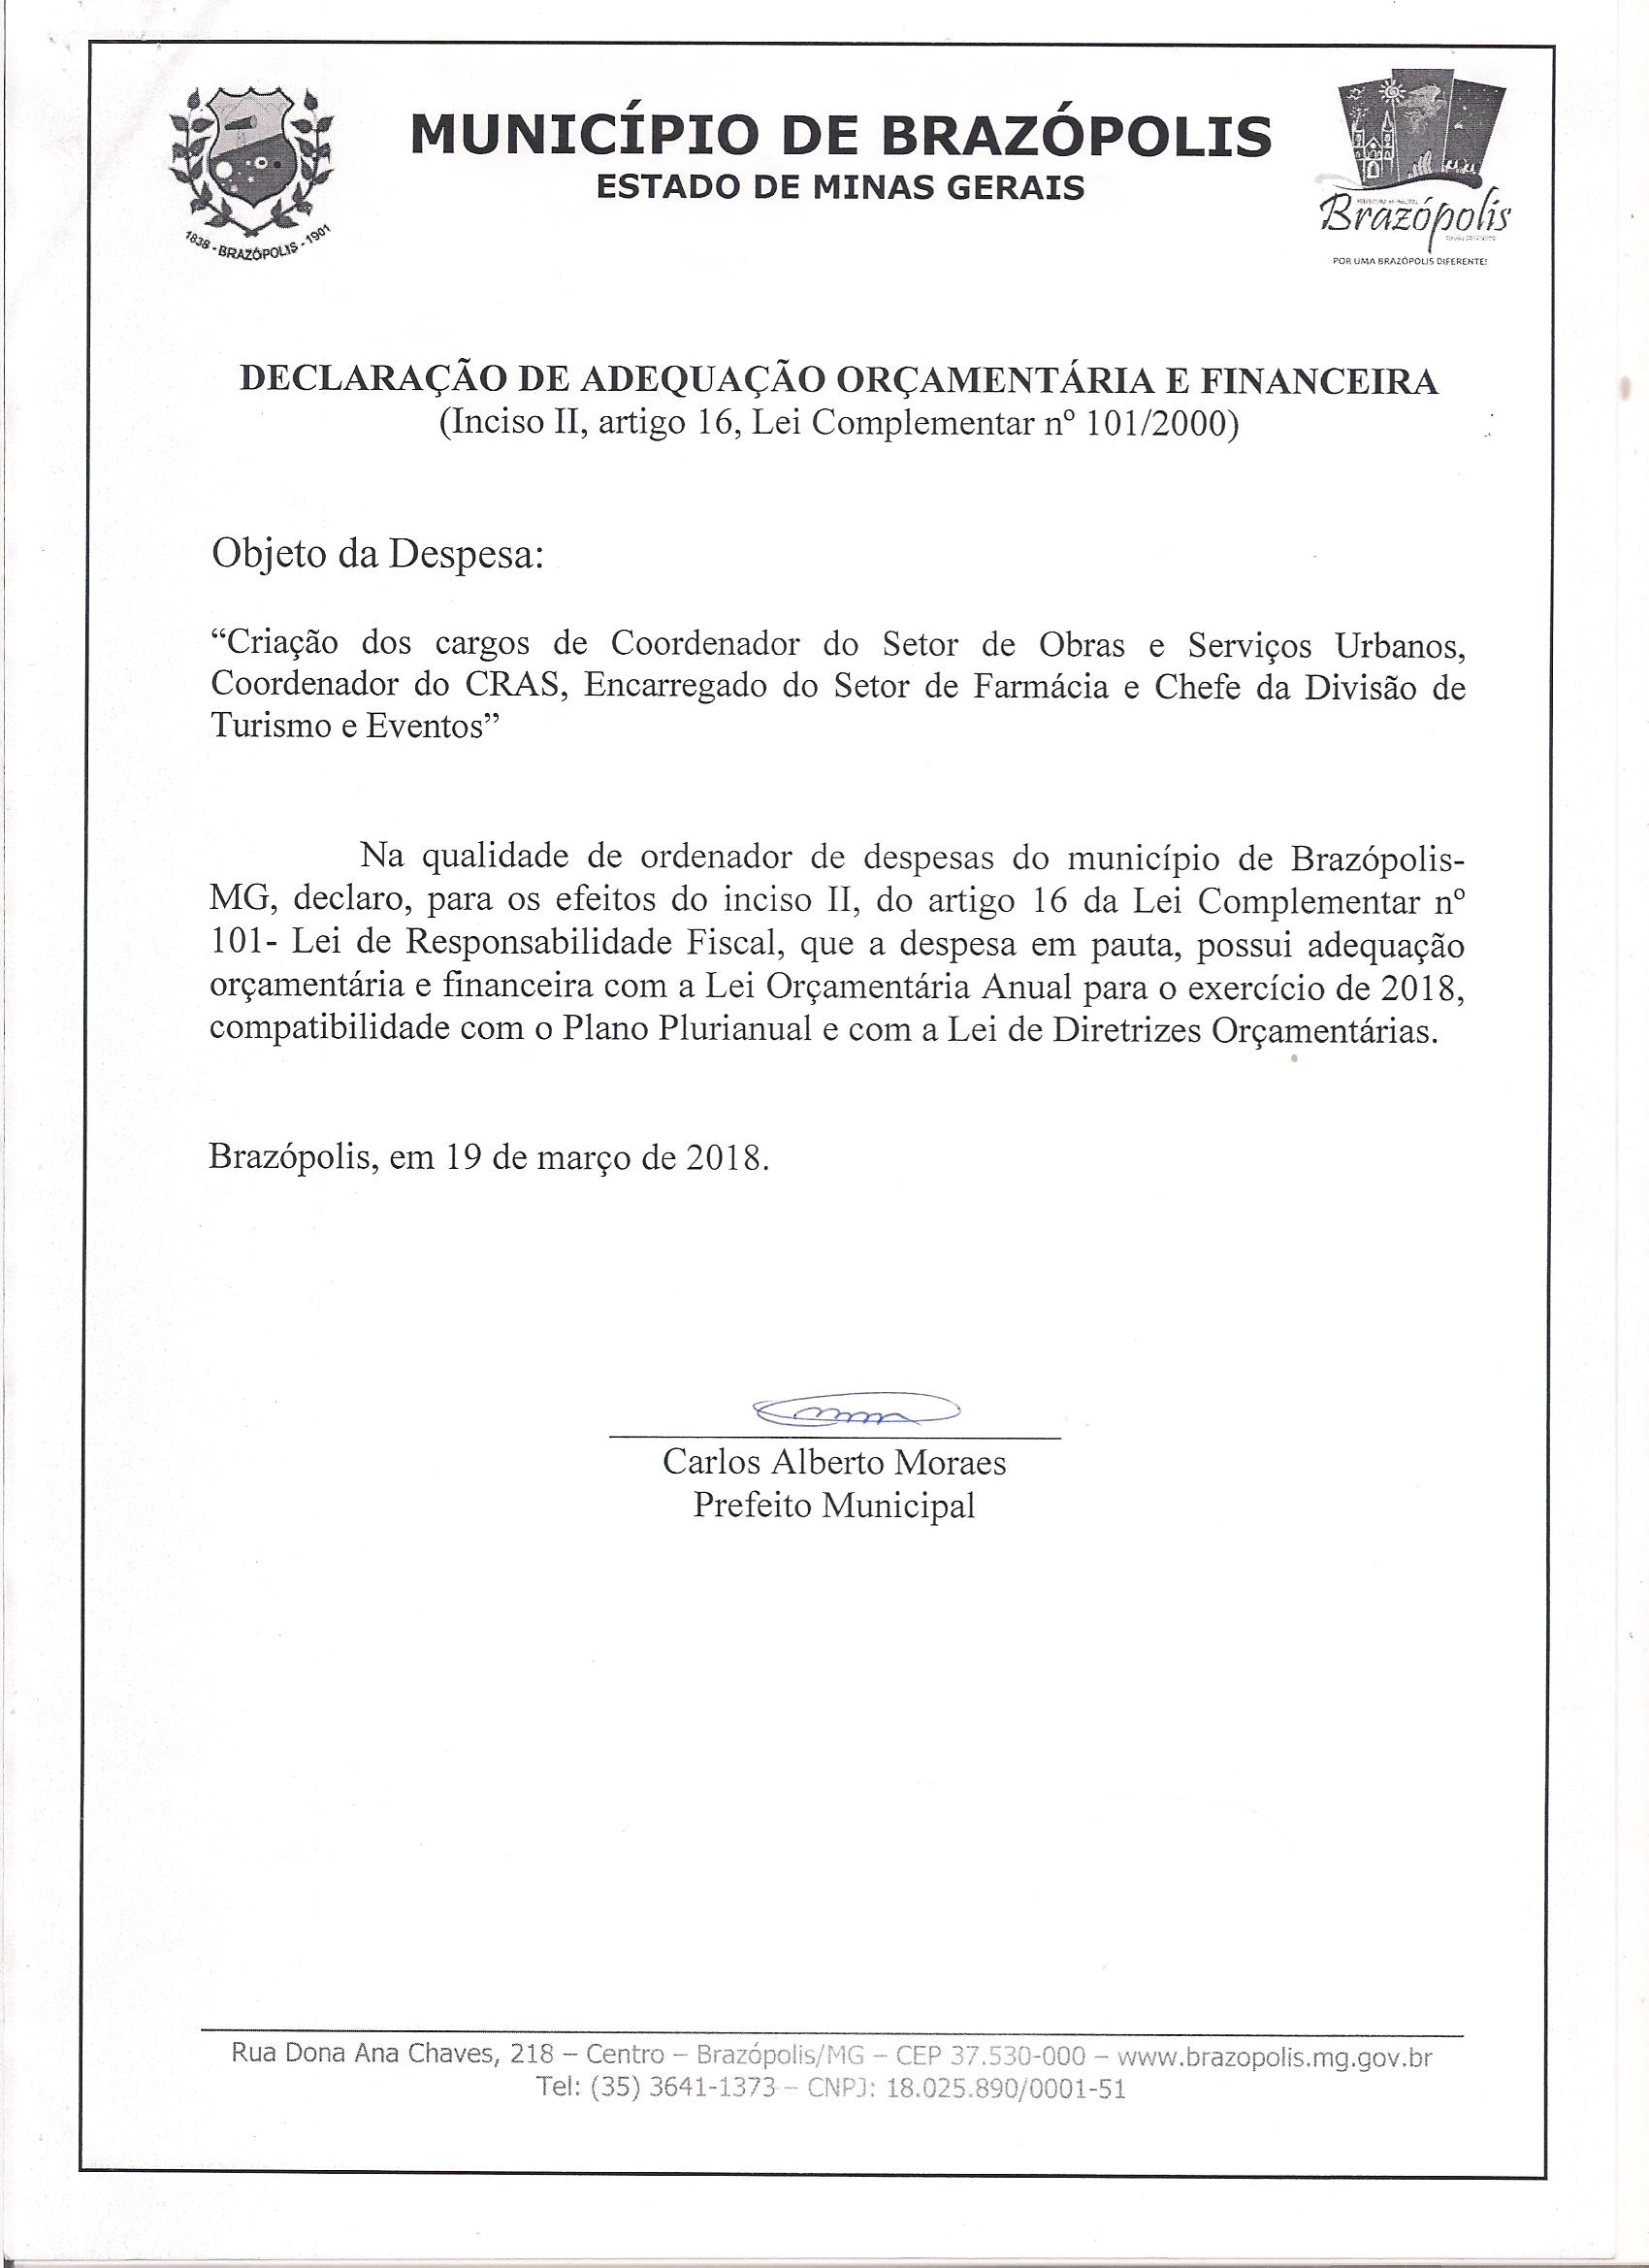 MUNICÍPIO DE BRAZÓPOLIS
ESTADO DE MINAS GERAIS
1838 - BRAZÓPOLIS - 1901
Brazópolis
POR UMA BRAZÓPOLIS DIFERENTE!
DECLARAÇÃO DE ADEQUAÇÃO ORÇAMENTÁRIA E FINANCEIRA
(Inciso II, artigo 16, Lei Complementar nº 101/2000)
Objeto da Despesa:
“Criação dos cargos de Coordenador do Setor de Obras e Serviços Urbanos,
Coordenador do CRAS, Encarregado do Setor de Farmácia e Chefe da Divisão de
Turismo e Eventos”
Na qualidade de ordenador de despesas do município de Brazópolis-
MG, declaro, para os efeitos do inciso II, do artigo 16 da Lei Complementar nº
101- Lei de Responsabilidade Fiscal, que a despesa em pauta, possui adequação
orçamentária e financeira com a Lei Orçamentária Anual para o exercício de 2018,
compatibilidade com o Plano Plurianual e com a Lei de Diretrizes Orçamentárias.
Brazópolis, em 19 de março de 2018.
Carlos Alberto Moraes
Prefeito Municipal
Rua Dona Ana Chaves, 218 – Centro – Brazópolis/MG – CEP 37.530-000 – www.brazopolis.mg.gov.br
Tel: (35) 3641-1373 – CNPJ: 18.025.890/0001-51